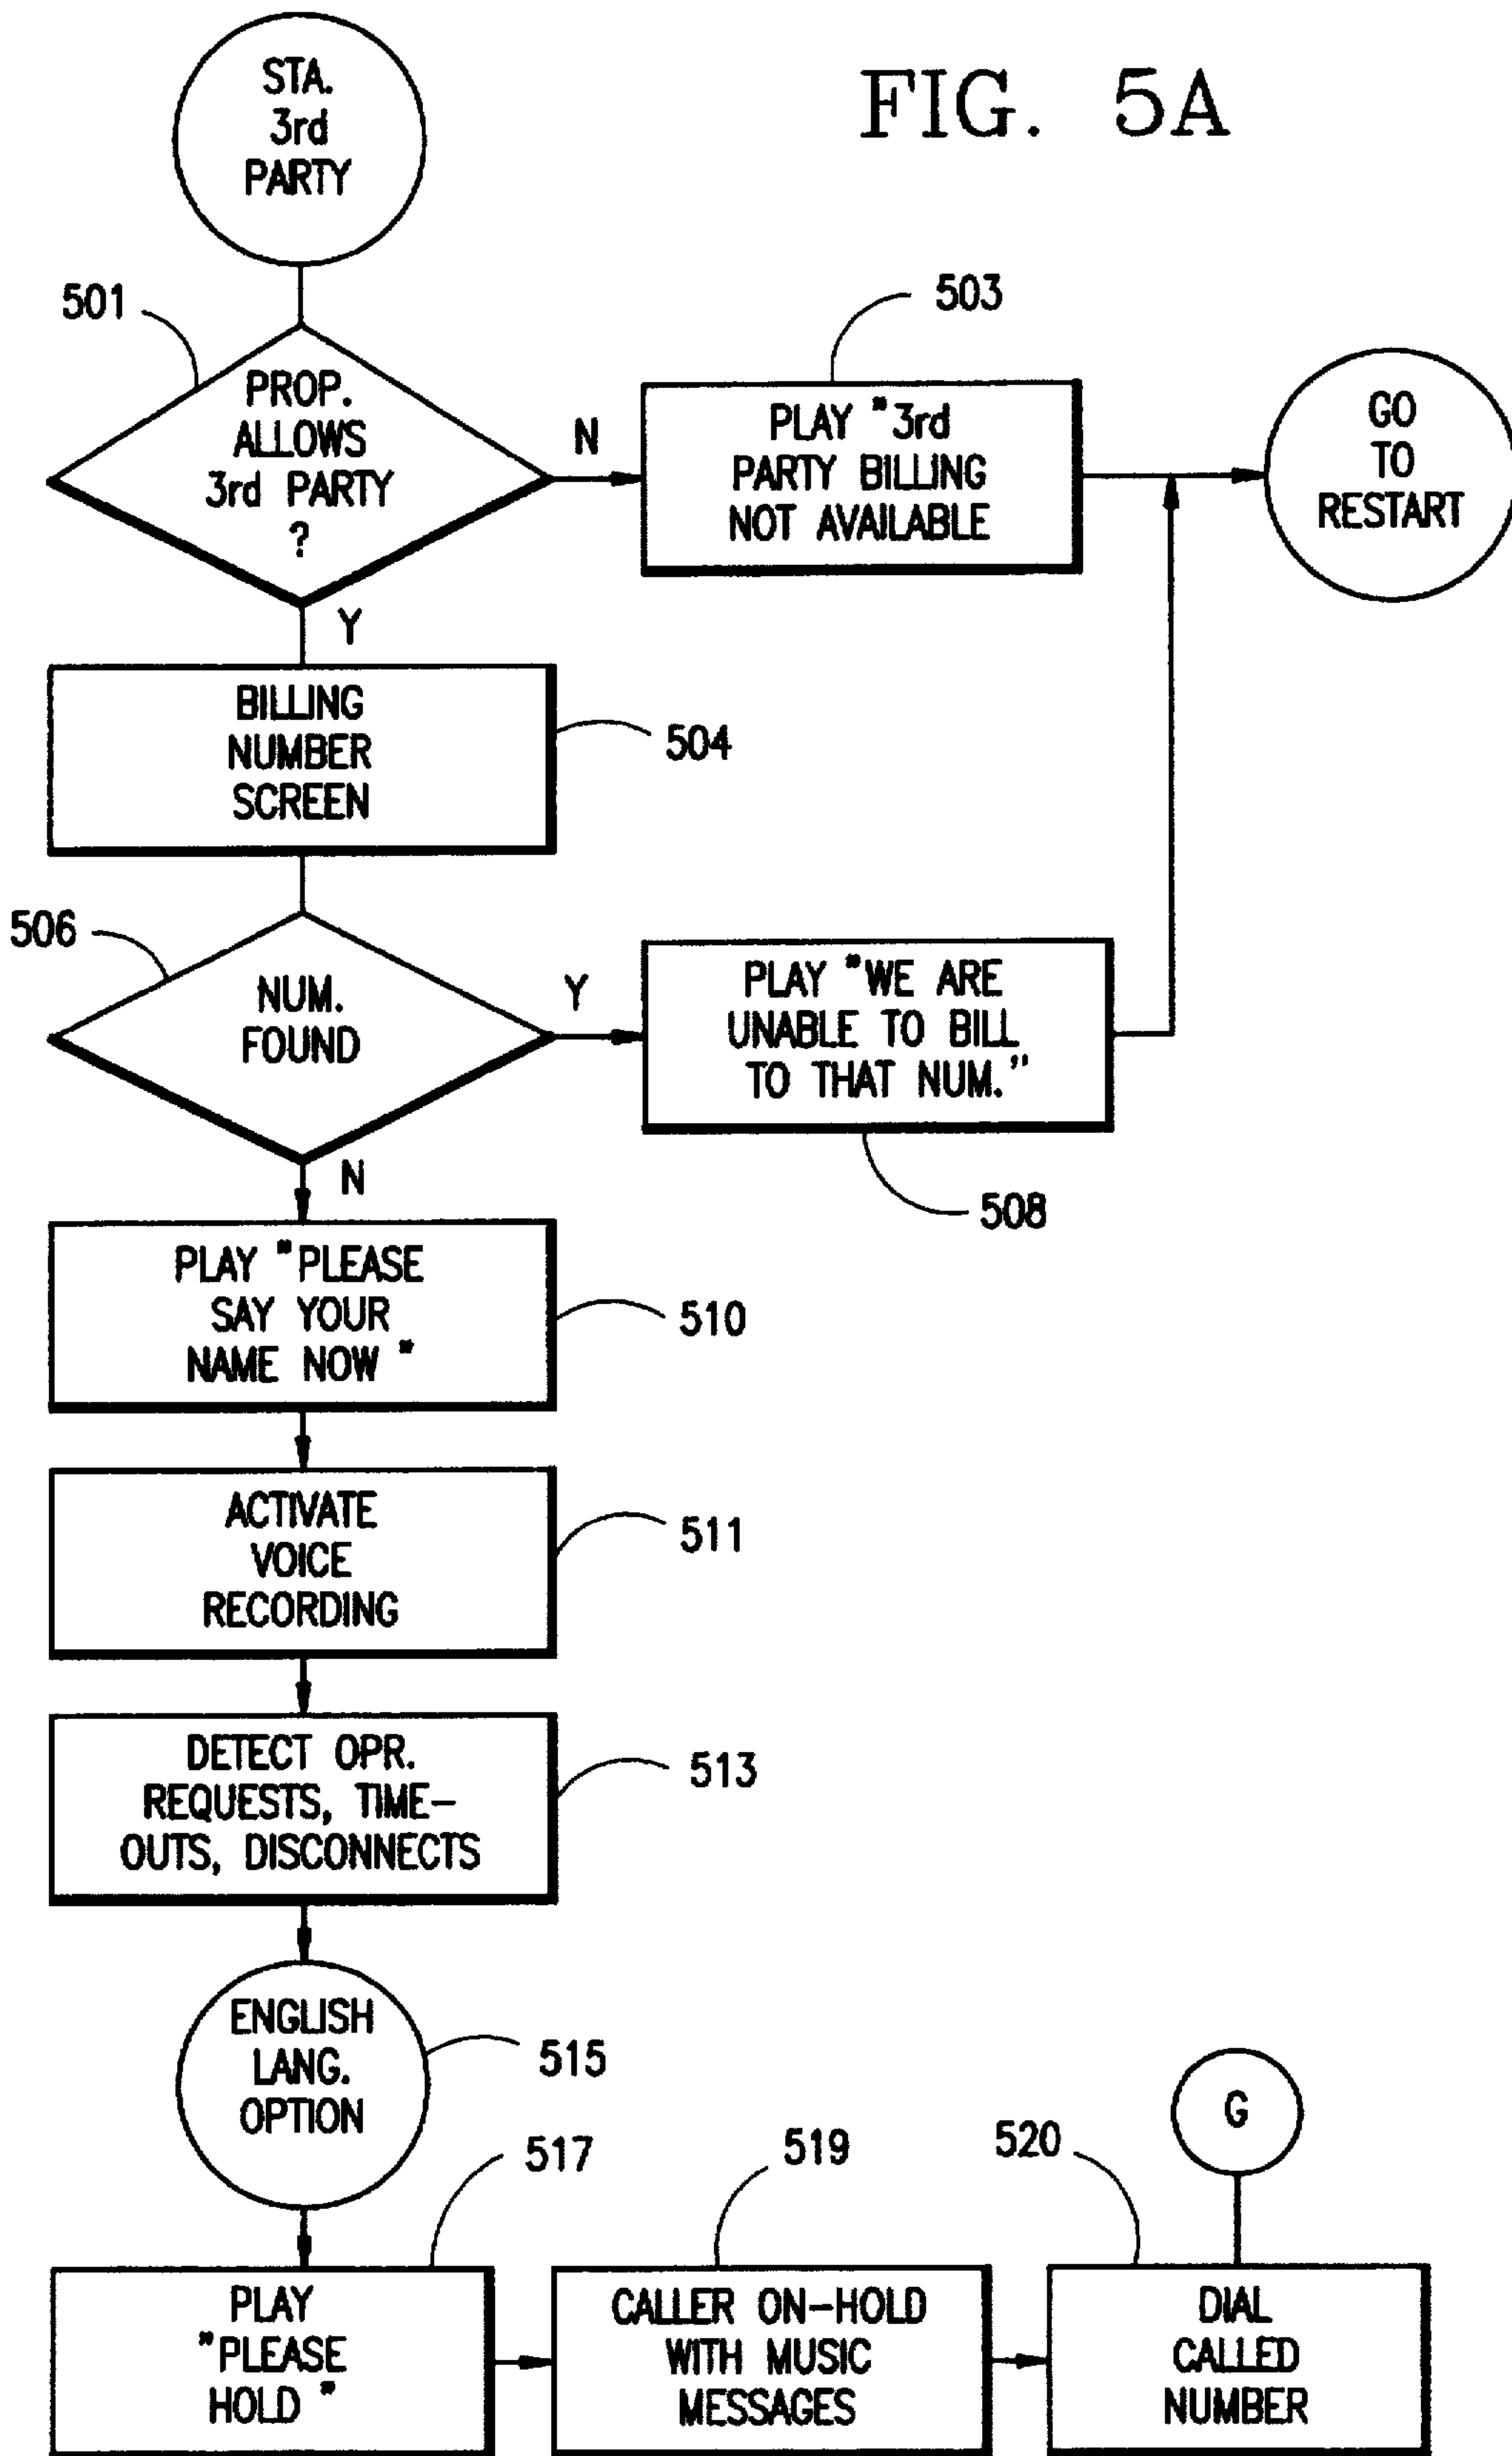 FIG. 5A
STA.
3rd
PARTY
501
PROP.
ALLOWS
3rd PARTY
?
N
503
PLAY "3rd
PARTY BILLING
NOT AVAILABLE
GO
TO
RESTART
Y
BILLING
NUMBER
SCREEN
504
506
NUM.
FOUND
Y
PLAY "WE ARE
UNABLE TO BILL
TO THAT NUM."
508
N
PLAY "PLEASE
SAY YOUR
NAME NOW "
510
ACTIVATE
VOICE
RECORDING
511
DETECT OPR.
REQUESTS, TIME-
OUTS, DISCONNECTS
513
ENGLISH
LANG.
OPTION
515
517
PLAY
"PLEASE
HOLD "
519
CALLER ON-HOLD
WITH MUSIC
MESSAGES
520
G
DIAL
CALLED
NUMBER